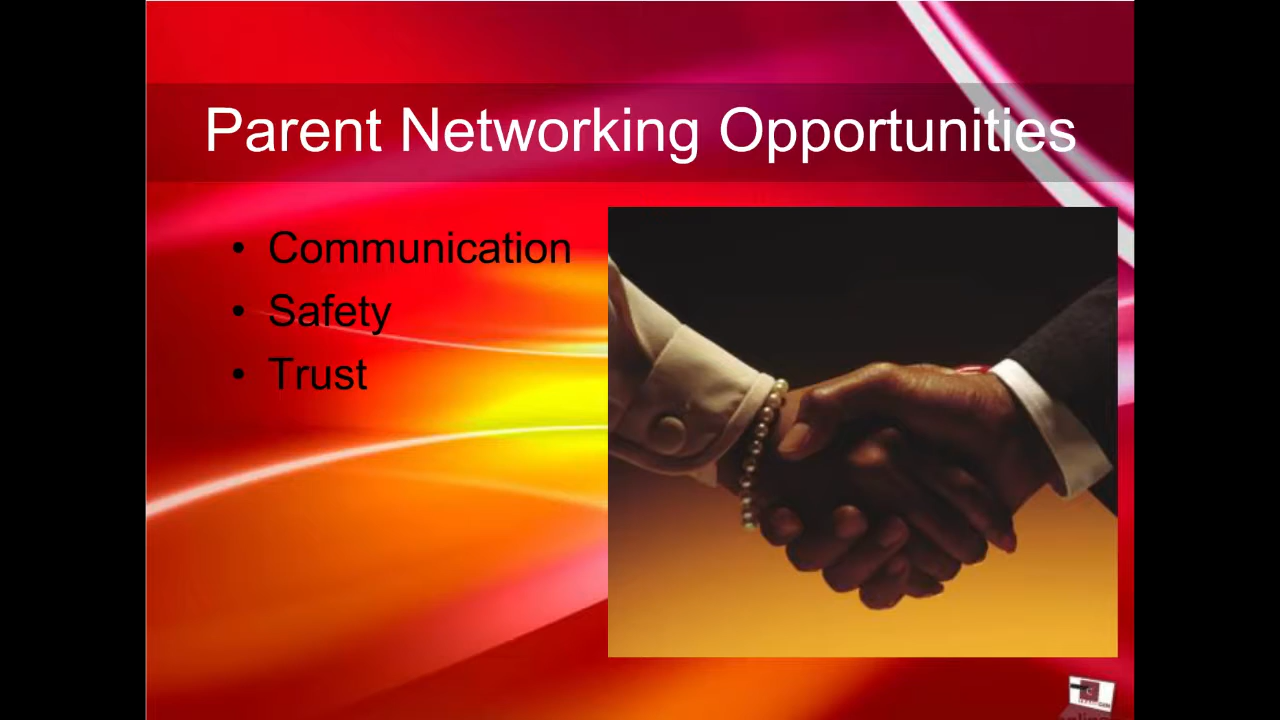 Parent Networking Opportunities
• Communication
• Safety
• Trust